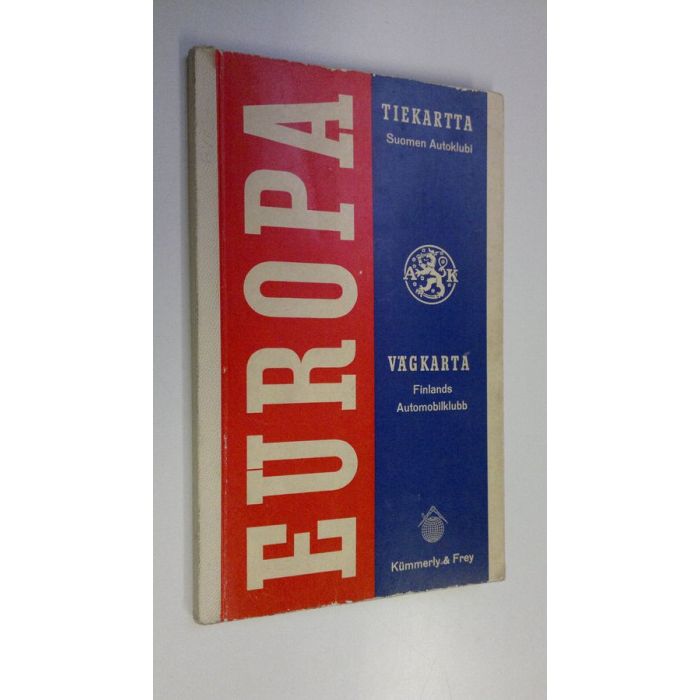 EUROPA
TIEKARTTA
Suomen Autoklubi
A K
VÄGKARTA
Finlands
Automobilklubb
Kümmerly & Frey